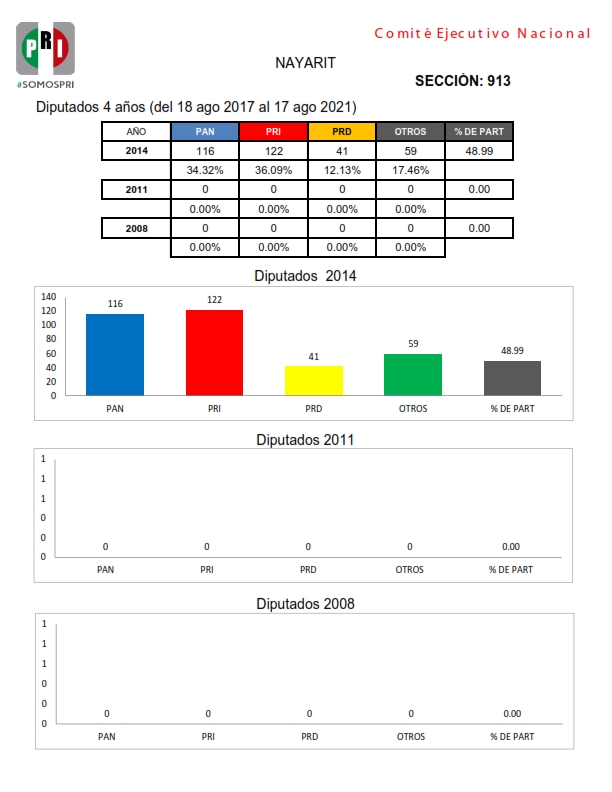 Comité Ejecutivo Nacional
PRI
#SOMOSPRI
NAYARIT
SECCIÓN: 913
Diputados 4 años (del 18 ago 2017 al 17 ago 2021)
AÑO PAN PRI PRD OTROS % DE PART
2014 116 122 41 59 48.99
34.32% 36.09% 12.13% 17.46%
2011 0 0 0 0 0.00
0.00% 0.00% 0.00% 0.00%
2008 0 0 0 0 0.00
0.00% 0.00% 0.00% 0.00%
Diputados 2014
140
120
100
80
60
40
20
0
116 122 41 59 48.99
PAN PRI PRD OTROS % DE PART
Diputados 2011
1
1
1
0
0
0
0 0 0 0 0.00
PAN PRI PRD OTROS % DE PART
Diputados 2008
1
1
1
0
0
0
0 0 0 0 0.00
PAN PRI PRD OTROS % DE PART